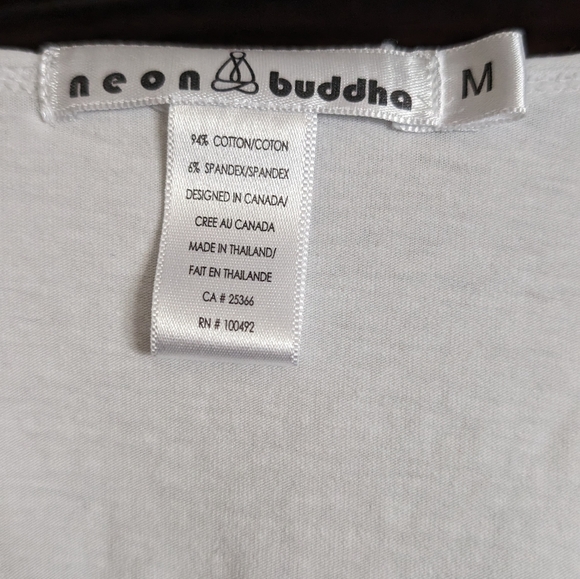 neon buddha M
94% COTTON/COTON
6% SPANDEX/SPANDEX
DESIGNED IN CANADA/
CREE AU CANADA
MADE IN THAILAND/
FAIT EN THAILANDE
CA # 25366
RN # 100492